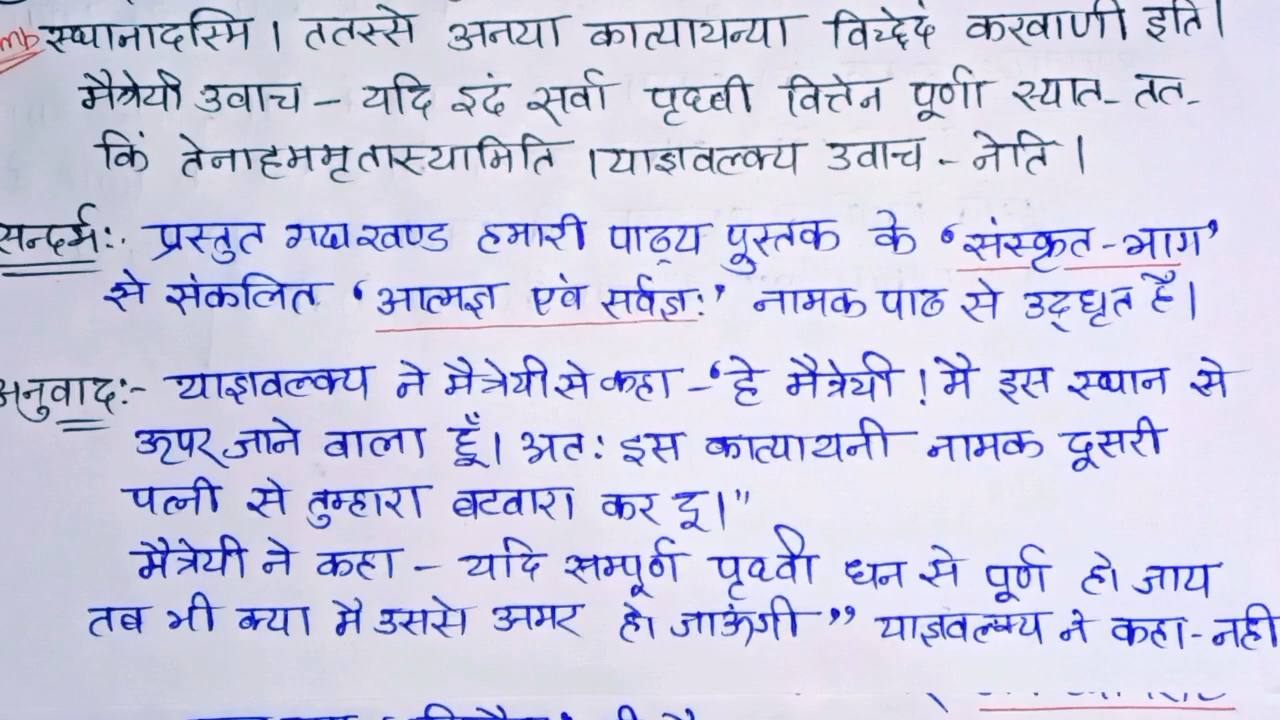 स्थानादस्मि । ततस्से अनया कात्यायन्या विच्छेदं करवाणी इति।
मैत्रेयी उवाच – यदि इदं सर्वा पृथ्वी वित्तेन पूर्णा स्यात- तत-
किं तेनाहममृतास्यामिति ।याज्ञवल्क्य उवाच - नेति।
सन्दर्भ:. प्रस्तुत गद्यखण्ड हमारी पाठ्य पुस्तक के ‘संस्कृत-भाग’
से संकलित ‘आत्मज्ञ एवं सर्वज्ञ:’ नामक पाठ से उद्धृत है।
अनुवाद:- याज्ञवल्क्य ने मैत्रेयी से कहा -‘हे मैत्रेयी ! मै इस स्थान से
ऊपर जाने वाला हूँ। अत: इस कात्यायनी नामक दूसरी
पत्नी से तुम्हारा बटवारा कर दू।”
मैत्रेयी ने कहा – यदि सम्पूर्ण पृथ्वी धन से पूर्ण हो जाय
तब भी क्या मै उससे अमर हो जाऊंगी ” याज्ञवल्क्य ने कहा-नही